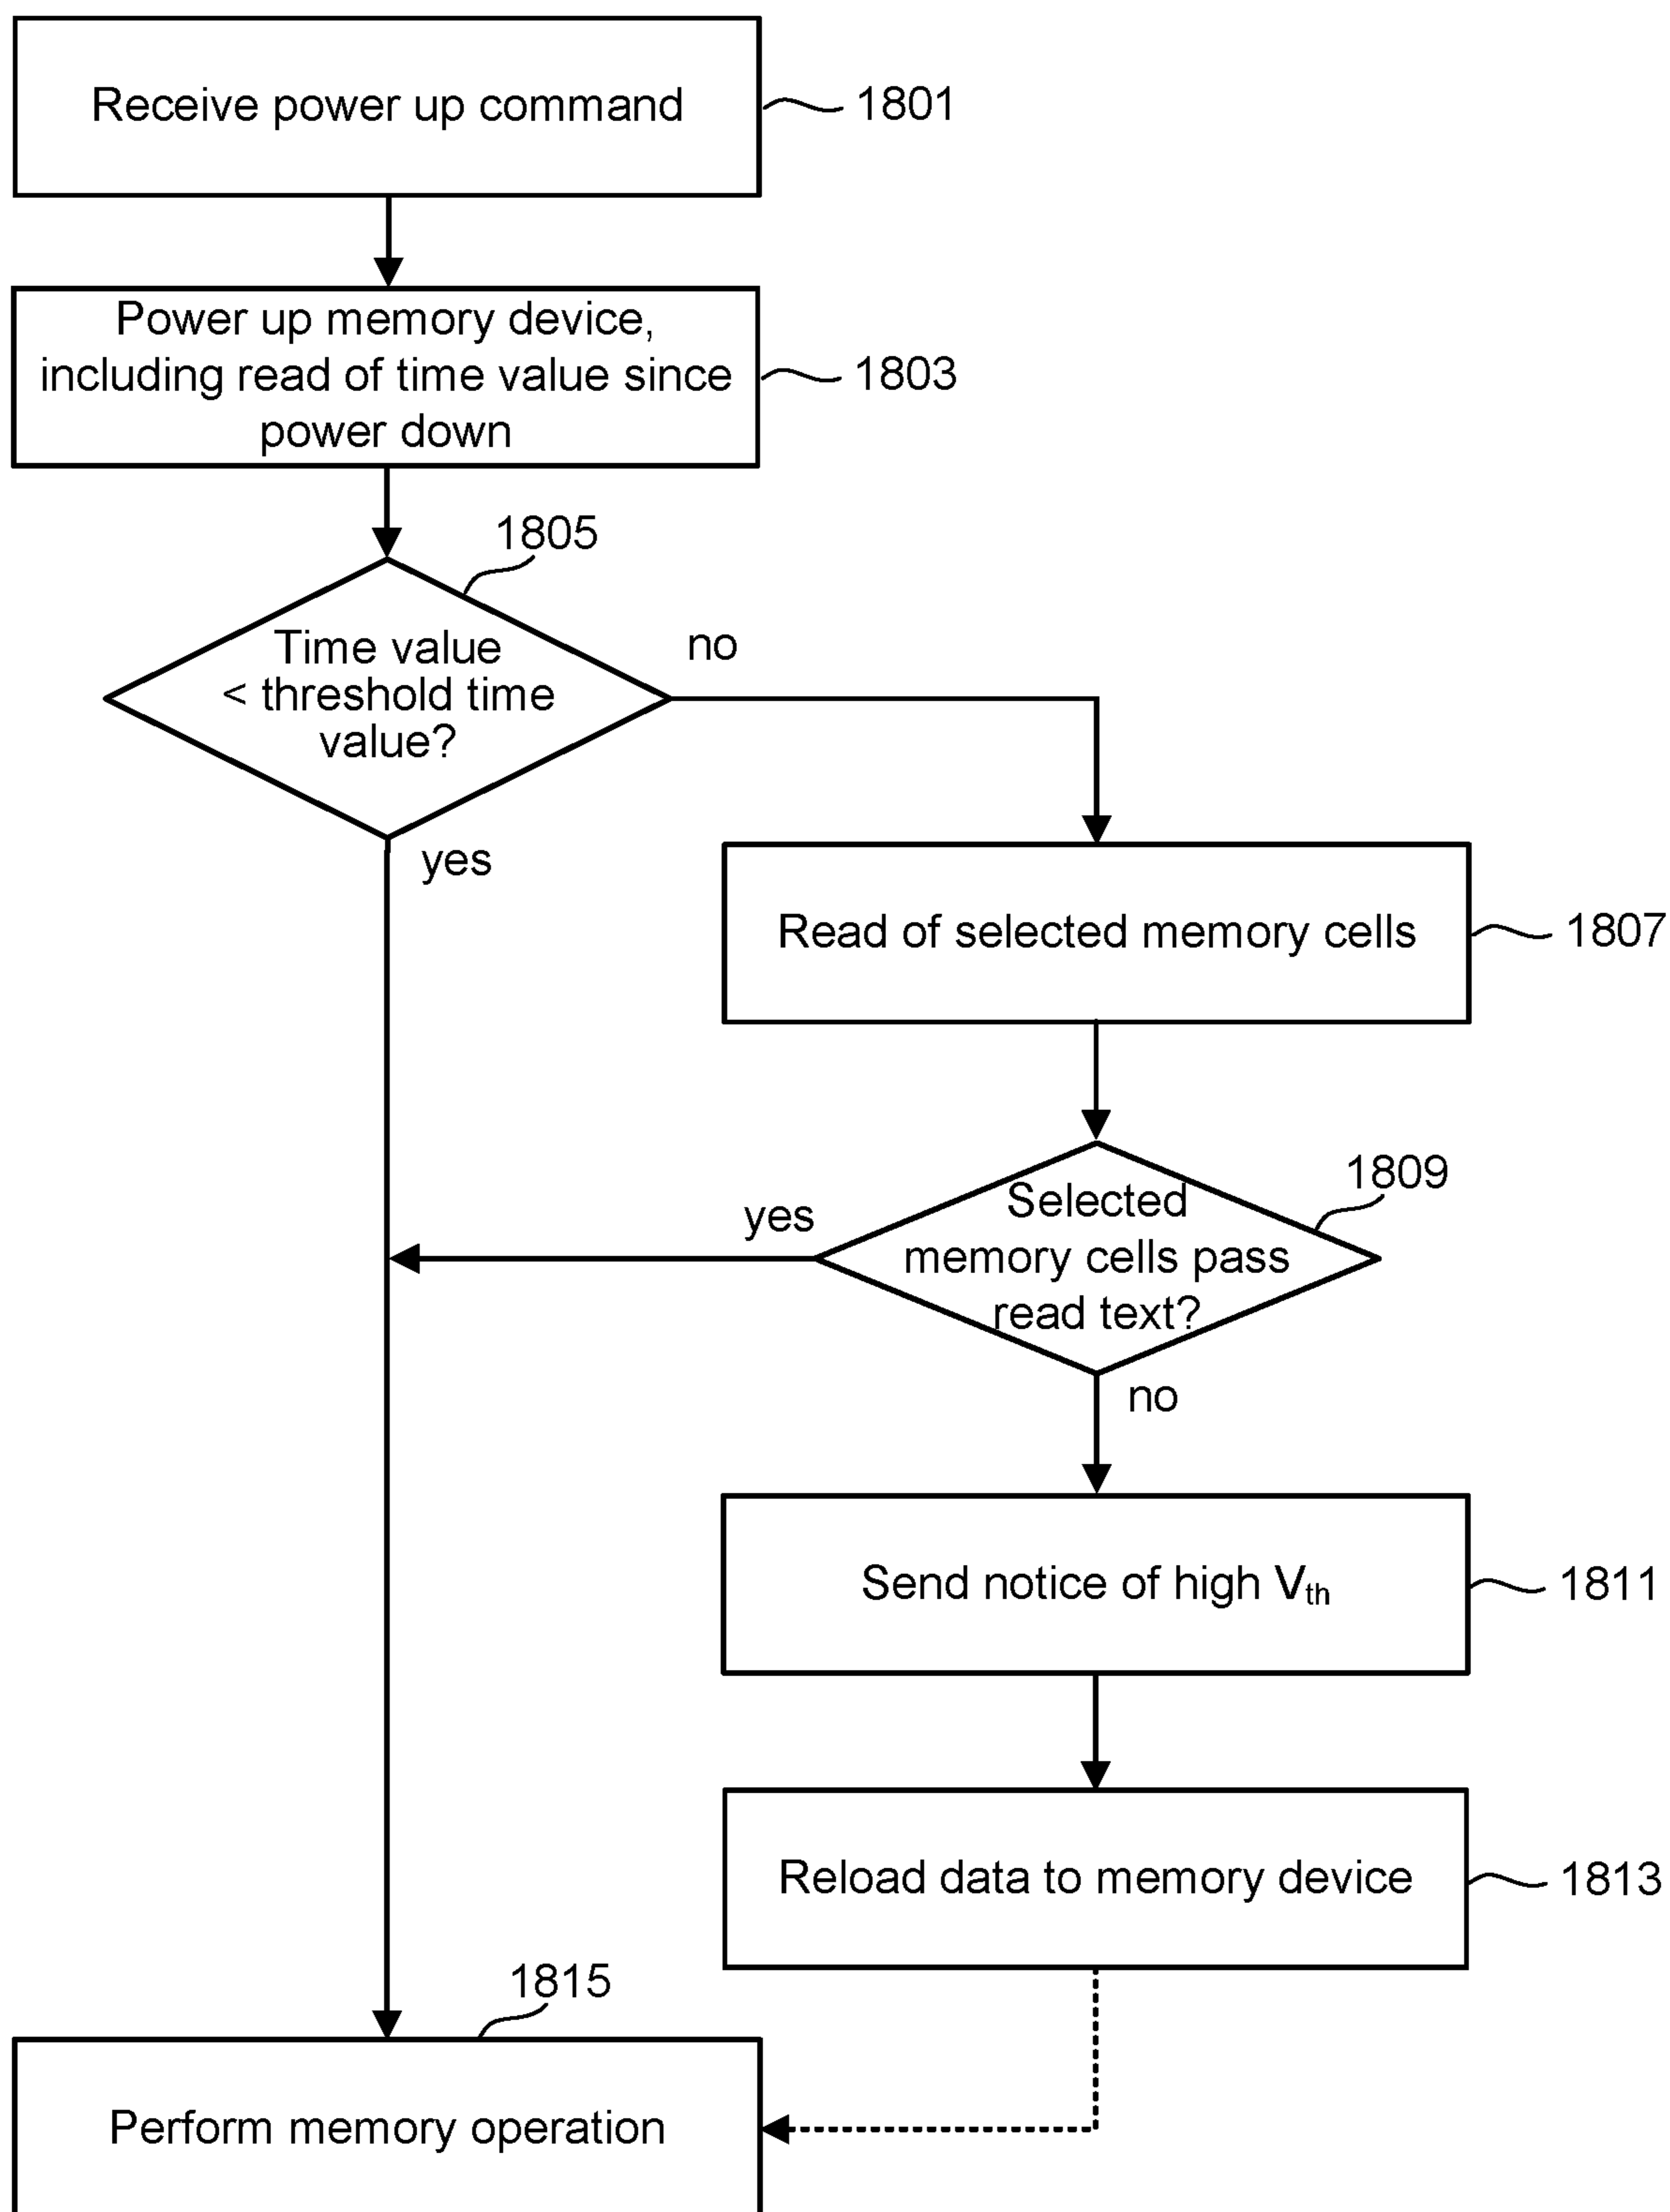 Receive power up command
1801
Power up memory device,
including read of time value since
power down
1803
1805
Time value
< threshold time
value?
no
yes
Read of selected memory cells
1807
1809
Selected
memory cells pass
read text?
yes
no
Send notice of high Vth
1811
Reload data to memory device
1813
1815
Perform memory operation